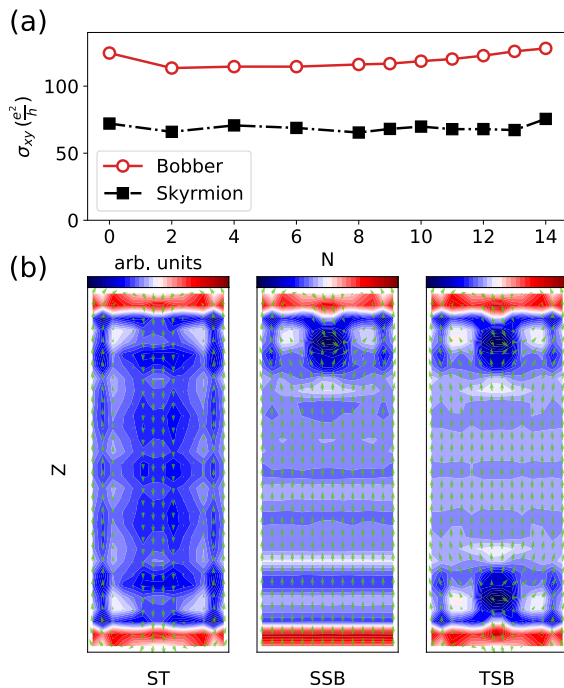 (a)
σxy (e²/h)
100
50
0
Bobber
Skyrmion
0 2 4 6 8 10 12 14
N
(b)
arb. units
Z
ST SSB TSB